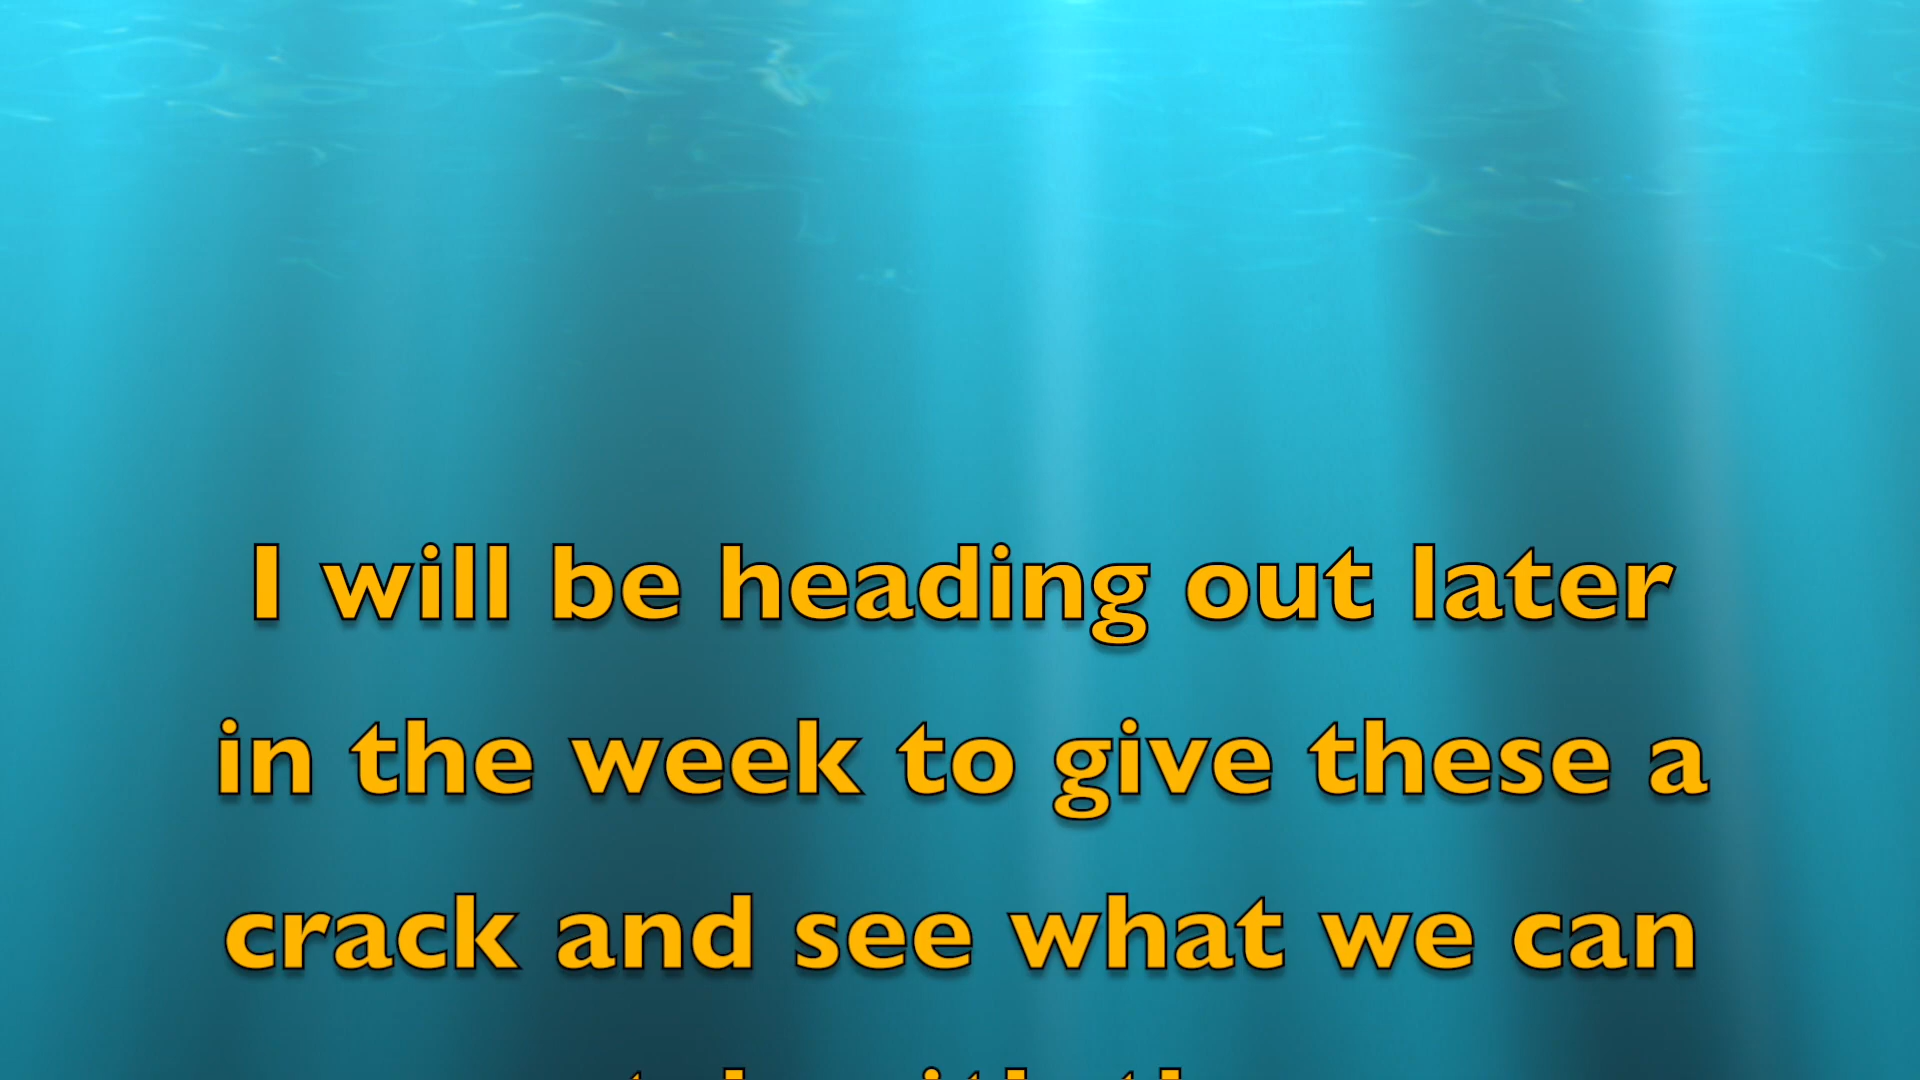 I will be heading out later
in the week to give these a
crack and see what we can